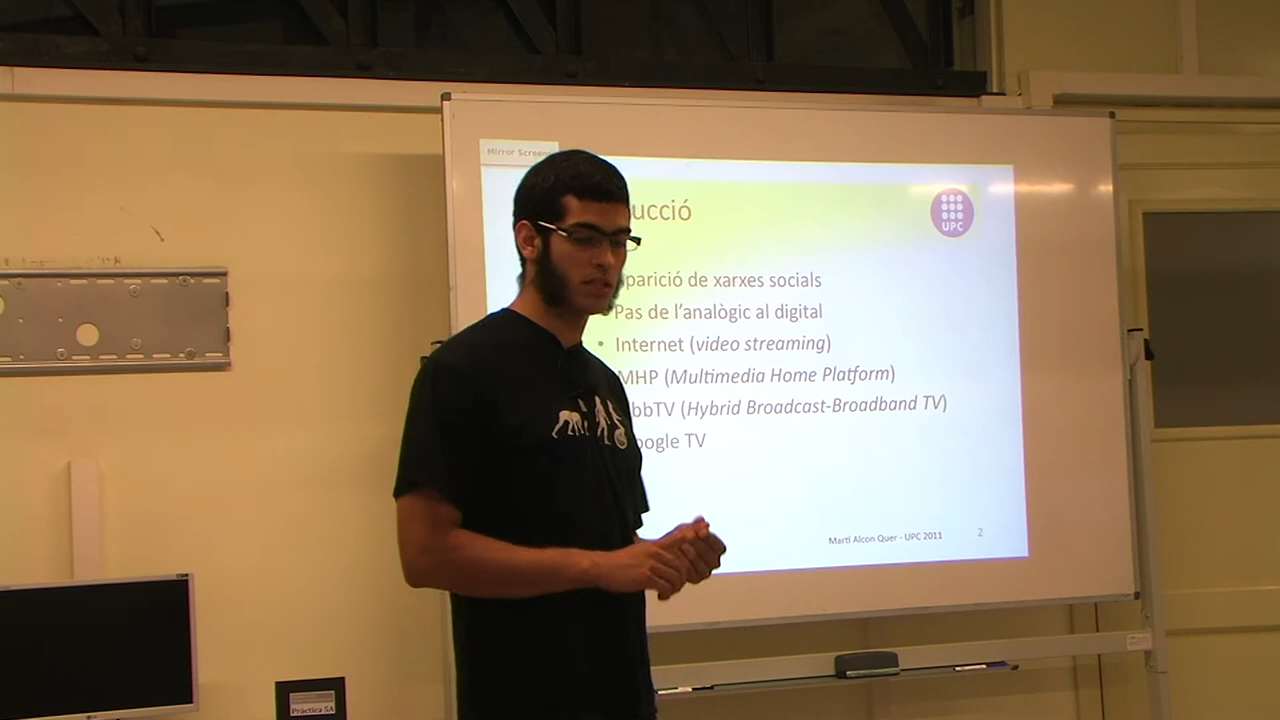 Mirror Screen
ucció
UPC
parició de xarxes socials
Pas de l'analògic al digital
• Internet (video streaming)
MHP (Multimedia Home Platform)
bbTV (Hybrid Broadcast-Broadband TV)
oogle TV
Martí Alcon Quer - UPC 2011
2
Pràctica 5A